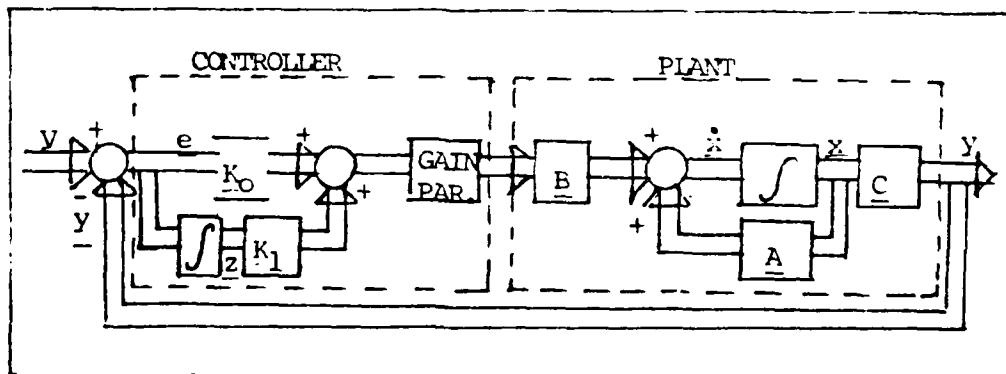 CONTROLLER
PLANT
V + e K₀ + + GAIN PAR. B + + ẋ ∫ x C y
- y
∫ z K₁
A